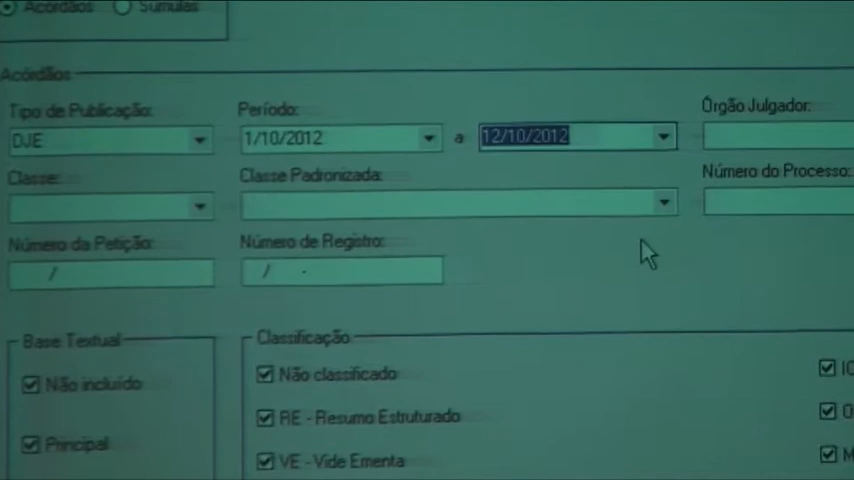 Acórdãos Súmulas
Acórdãos
Tipo de Publicação: Período: Órgão Julgador:
DJE 1/10/2012 a 12/10/2012
Classe: Classe Padronizada: Número do Processo:
Número da Petição: Número de Registro:
/ / -
Base Textual Classificação
Não incluído Não classificado
RE - Resumo Estruturado
Principal
VE - Vide Ementa